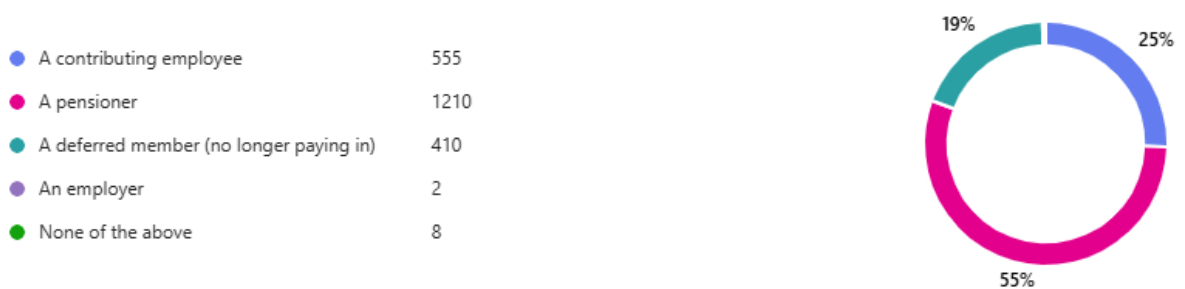 A contributing employee 555
A pensioner 1210
A deferred member (no longer paying in) 410
An employer 2
None of the above 8
19%
25%
55%